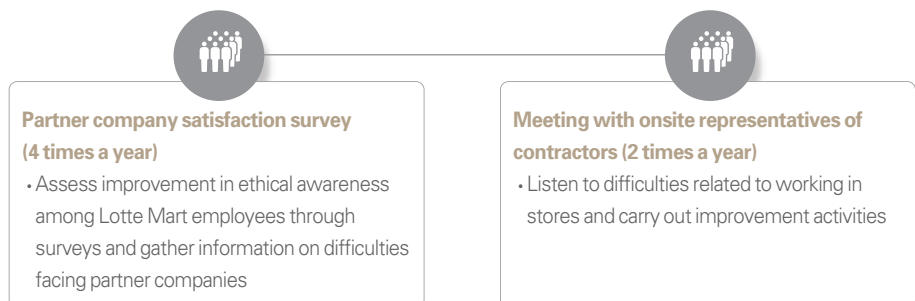 Partner company satisfaction survey
(4 times a year)
• Assess improvement in ethical awareness
among Lotte Mart employees through
surveys and gather information on difficulties
facing partner companies
Meeting with onsite representatives of
contractors (2 times a year)
• Listen to difficulties related to working in
stores and carry out improvement activities